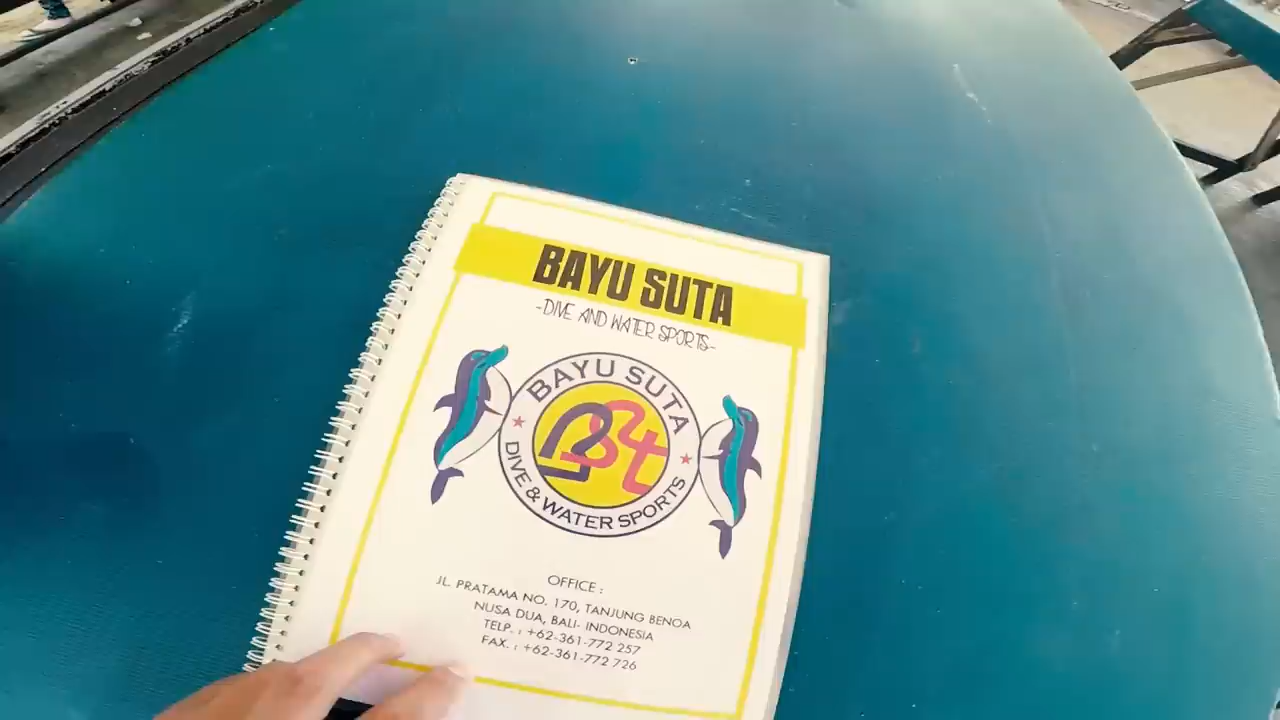 BAYU SUTA
-DIVE AND WATER SPORTS-
BAYU SUTA
BST
DIVE & WATER SPORTS
OFFICE :
JL. PRATAMA NO. 170, TANJUNG BENOA
NUSA DUA, BALI- INDONESIA
TELP. : +62-361-772 257
FAX. : +62-361-772 726